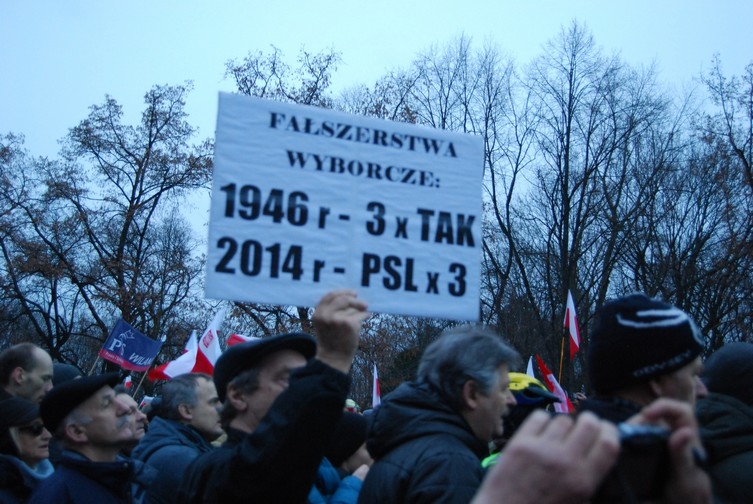 FAŁSZERSTWA
WYBORCZE:
1946 r - 3 x TAK
2014 r - PSL x 3